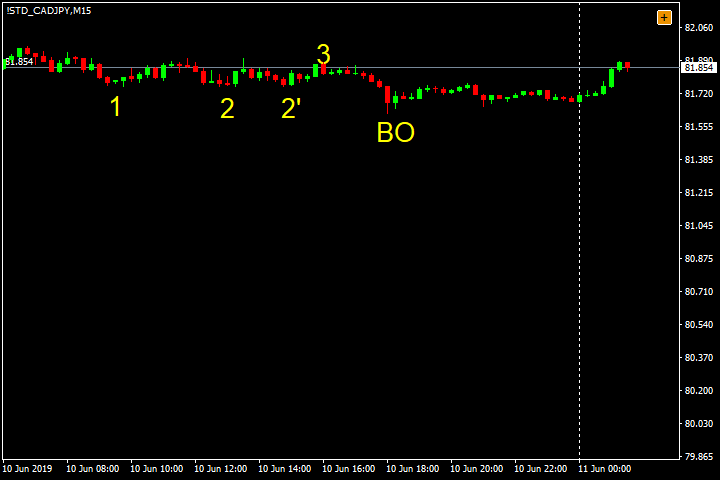 !STD_CADJPY,M15
82.060
81.890
81.854
81.854
81.720
81.555
81.385
81.215
81.045
80.875
80.710
80.540
80.370
80.200
80.030
79.865
3
1
2
2'
BO
10 Jun 2019
10 Jun 08:00
10 Jun 10:00
10 Jun 12:00
10 Jun 14:00
10 Jun 16:00
10 Jun 18:00
10 Jun 20:00
10 Jun 22:00
11 Jun 00:00